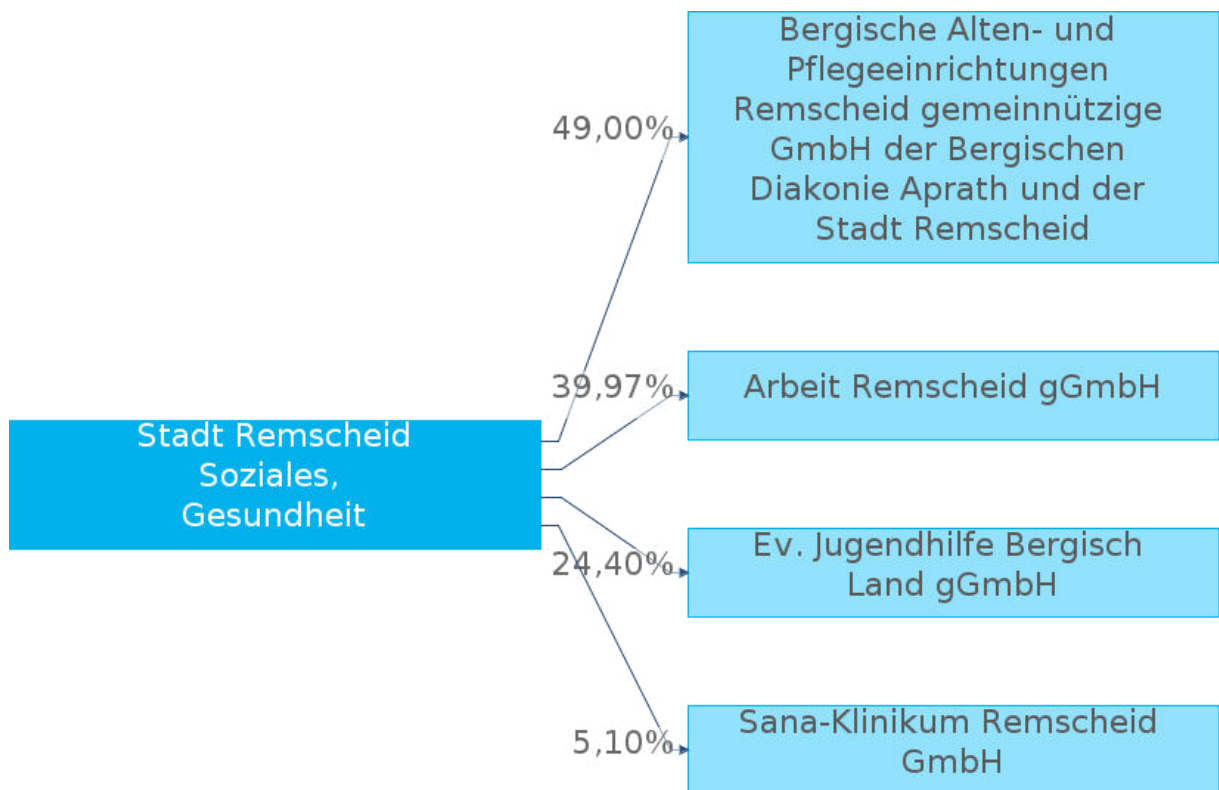 Bergische Alten- und
Pflegeeinrichtungen
Remscheid gemeinnützige
GmbH der Bergischen
Diakonie Aprath und der
Stadt Remscheid
49,00%
Arbeit Remscheid gGmbH
39,97%
Stadt Remscheid
Soziales,
Gesundheit
Ev. Jugendhilfe Bergisch
Land gGmbH
24,40%
Sana-Klinikum Remscheid
GmbH
5,10%